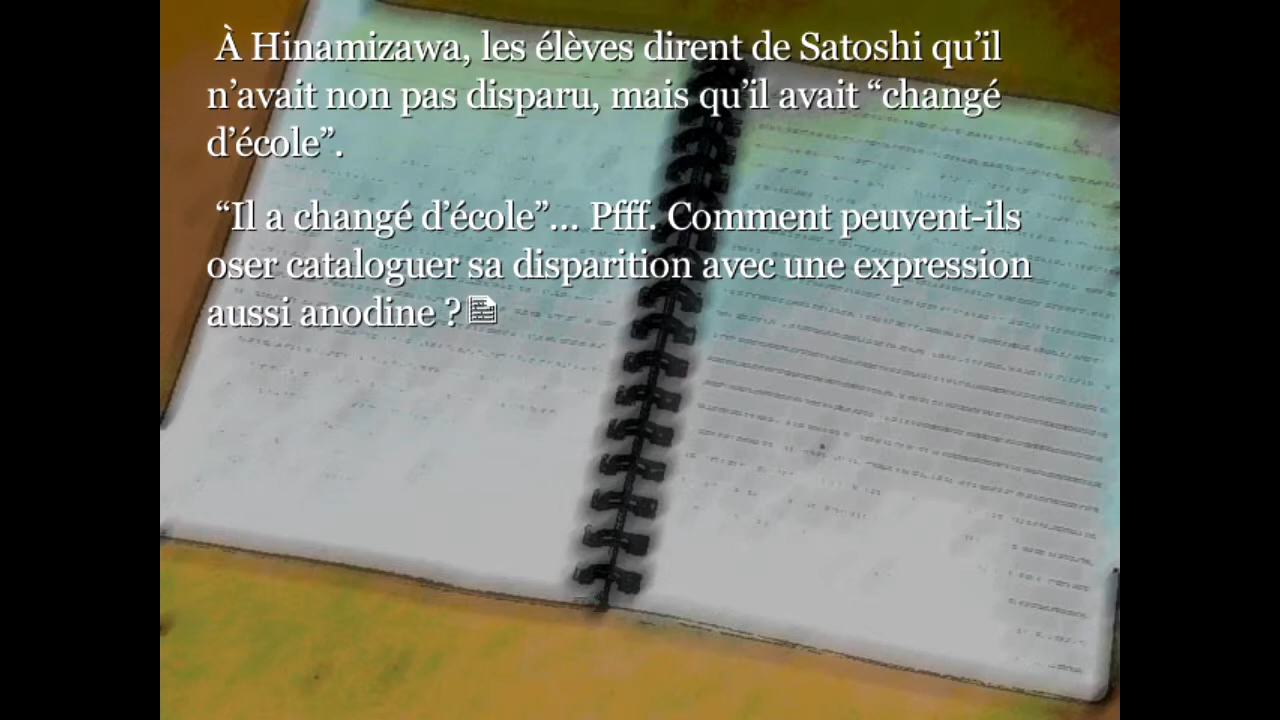 À Hinamizawa, les élèves dirent de Satoshi qu’il
n’avait non pas disparu, mais qu’il avait “changé
d’école”.
“Il a changé d’école”... Pfff. Comment peuvent-ils
oser cataloguer sa disparition avec une expression
aussi anodine ?